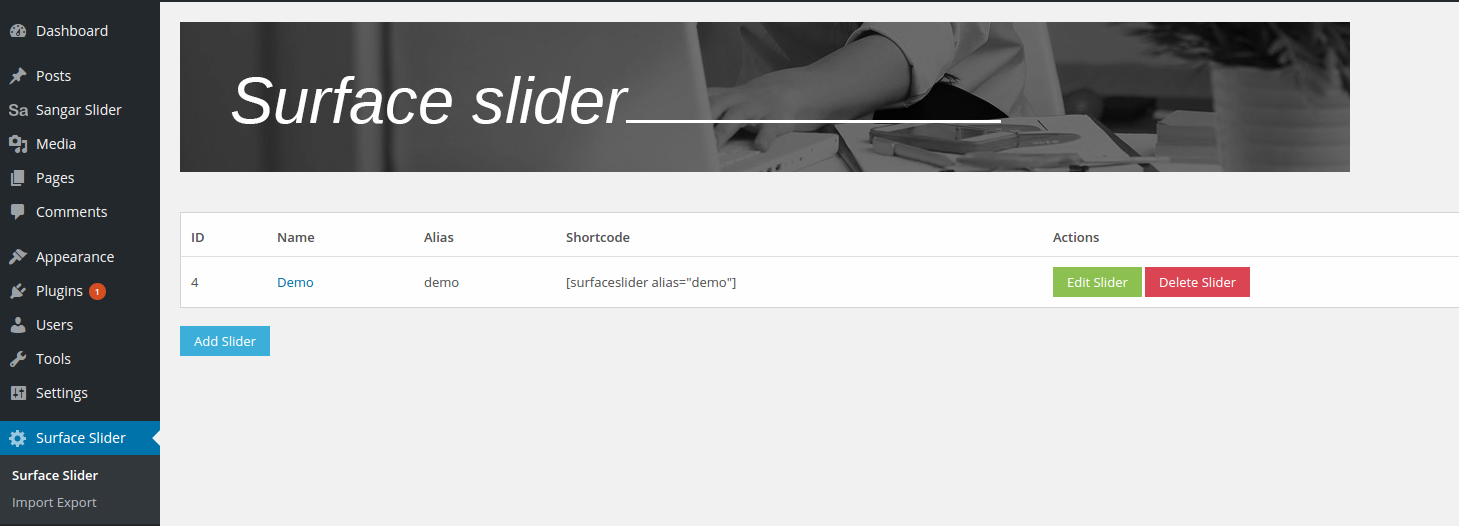 Dashboard
Posts
Sa Sangar Slider
Media
Pages
Comments
Appearance
Plugins 1
Users
Tools
Settings
Surface Slider
Surface Slider
Import Export
Surface slider
ID Name Alias Shortcode Actions
4 Demo demo [surfaceslider alias="demo"] Edit Slider Delete Slider
Add Slider